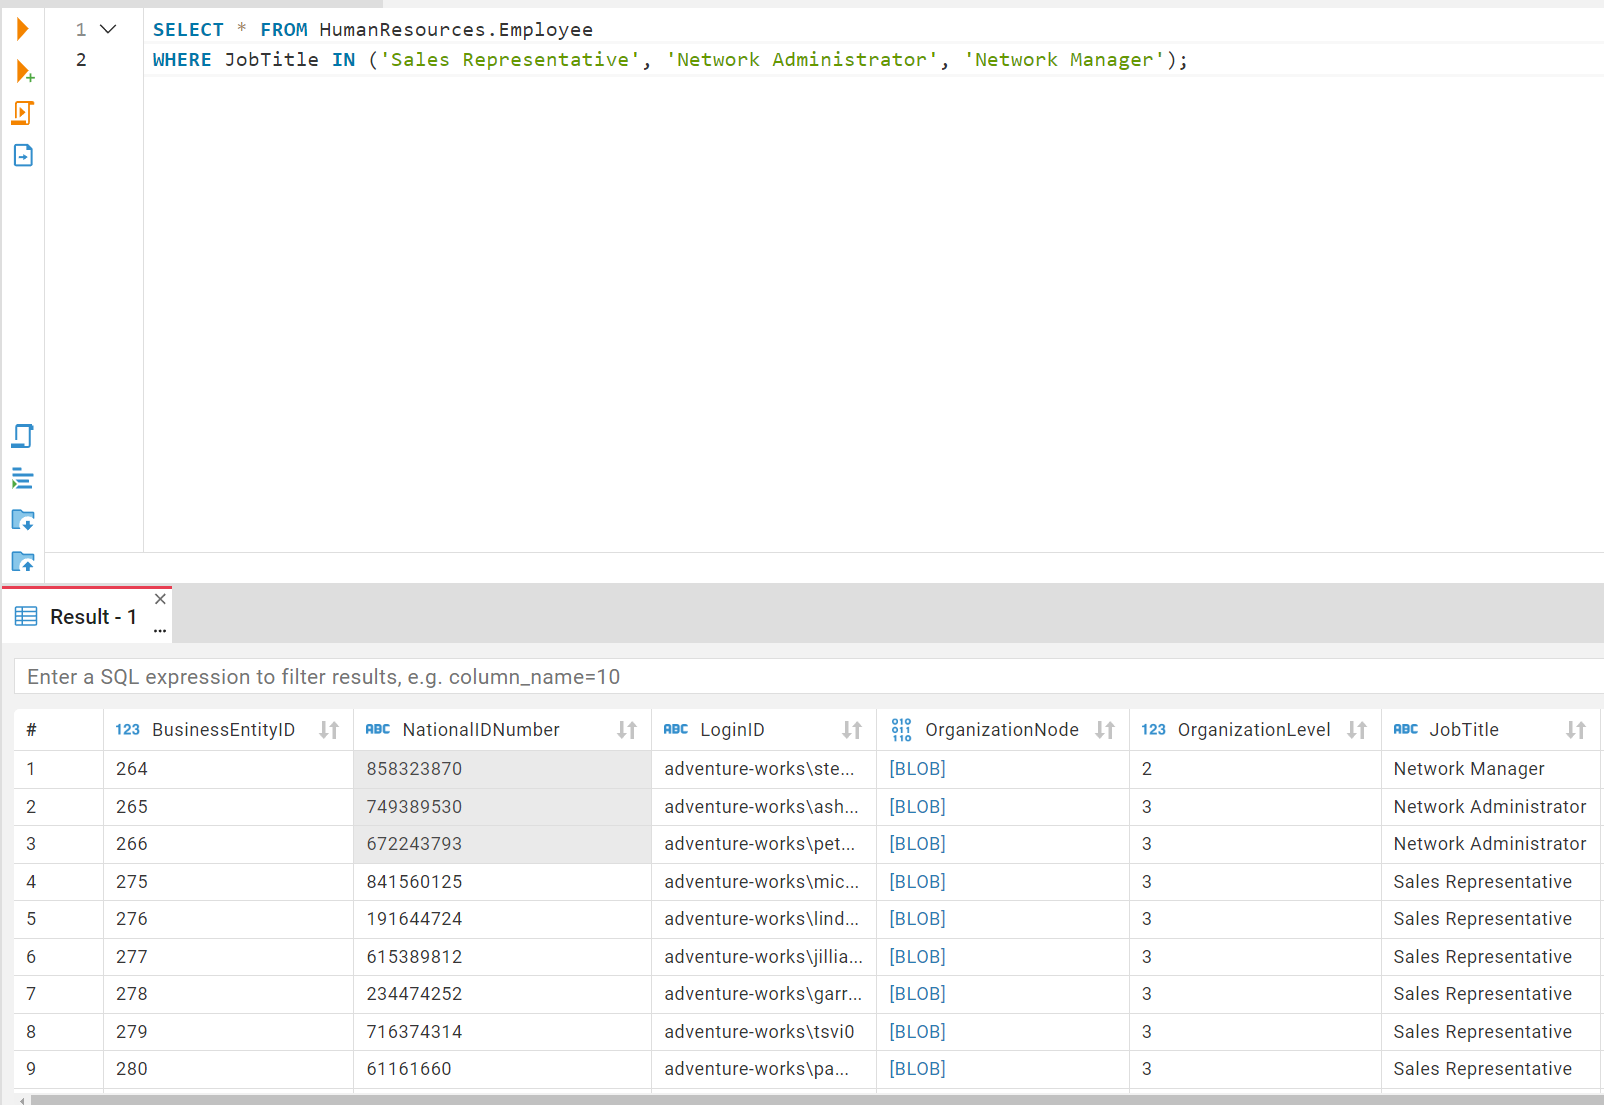 1 SELECT * FROM HumanResources.Employee
2 WHERE JobTitle IN ('Sales Representative', 'Network Administrator', 'Network Manager');
Result - 1
Enter a SQL expression to filter results, e.g. column_name=10
# 123 BusinessEntityID ABC NationalIDNumber ABC LoginID 010 011 110 OrganizationNode 123 OrganizationLevel ABC JobTitle
1 264 858323870 adventure-works\ste... [BLOB] 2 Network Manager
2 265 749389530 adventure-works\ash... [BLOB] 3 Network Administrator
3 266 672243793 adventure-works\pet... [BLOB] 3 Network Administrator
4 275 841560125 adventure-works\mic... [BLOB] 3 Sales Representative
5 276 191644724 adventure-works\lind... [BLOB] 3 Sales Representative
6 277 615389812 adventure-works\jillia... [BLOB] 3 Sales Representative
7 278 234474252 adventure-works\garr... [BLOB] 3 Sales Representative
8 279 716374314 adventure-works\tsvi0 [BLOB] 3 Sales Representative
9 280 61161660 adventure-works\pa... [BLOB] 3 Sales Representative